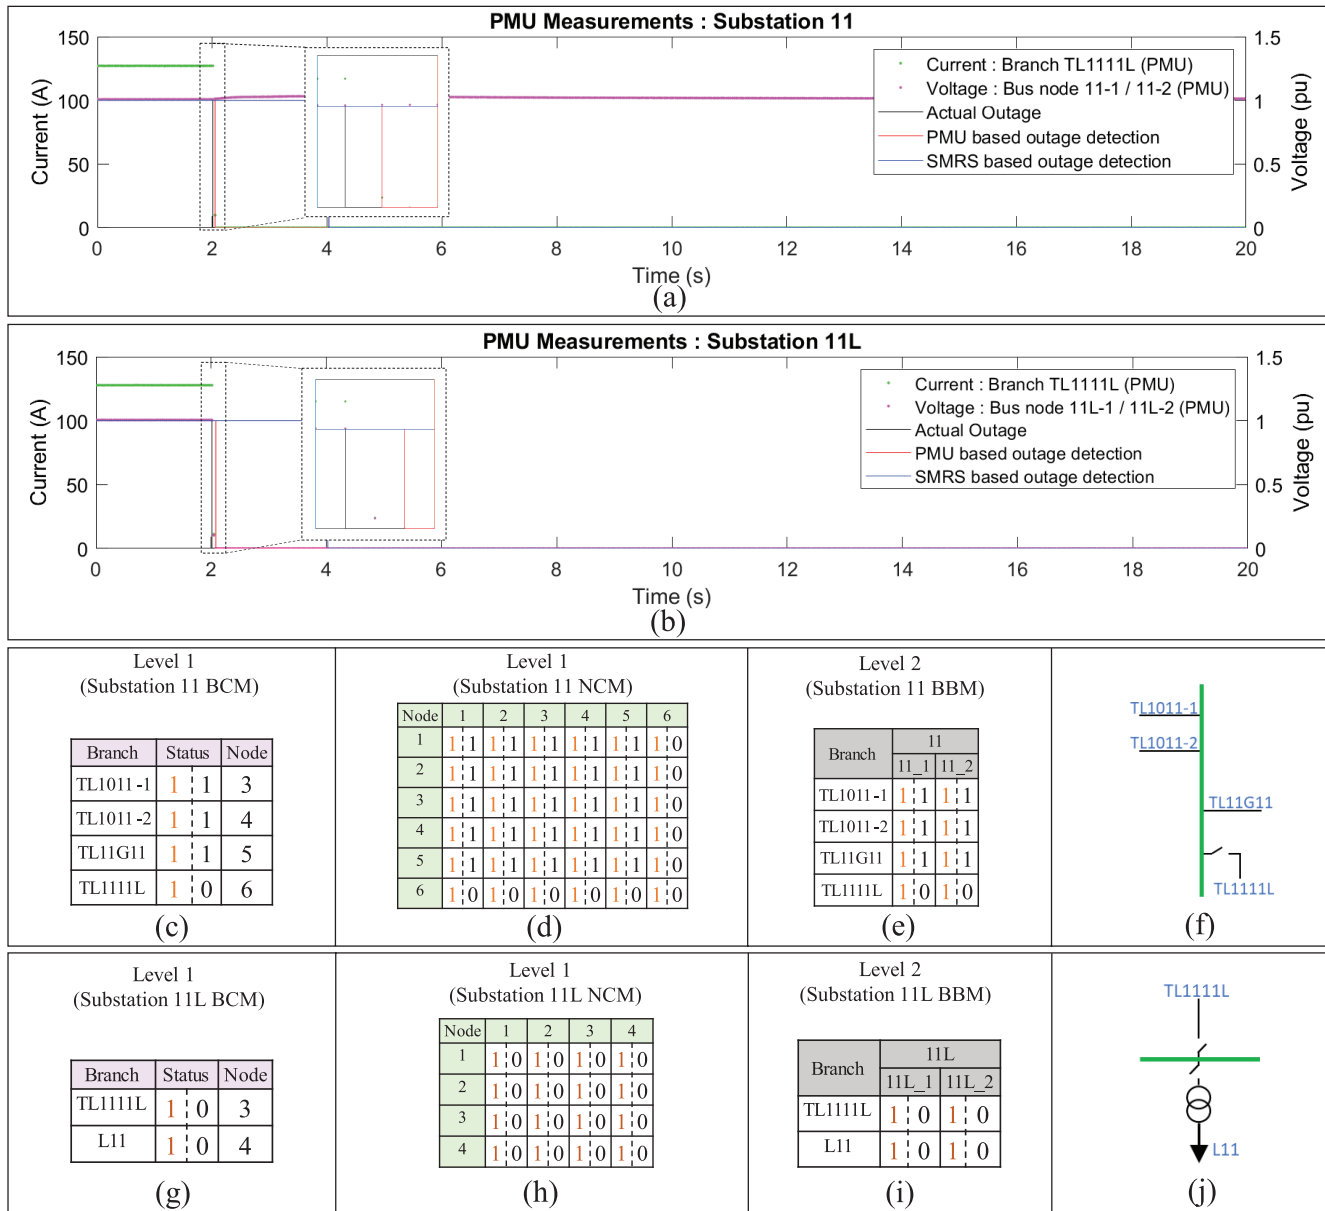 PMU Measurements : Substation 11
150
100
50
0
Current (A)
1.5
1
0.5
0
Voltage (pu)
Current : Branch TL1111L (PMU)
Voltage : Bus node 11-1 / 11-2 (PMU)
Actual Outage
PMU based outage detection
SMRS based outage detection
0 2 4 6 8 10 12 14 16 18 20
Time (s)
(a)
PMU Measurements : Substation 11L
150
100
50
0
Current (A)
1.5
1
0.5
0
Voltage (pu)
Current : Branch TL1111L (PMU)
Voltage : Bus node 11L-1 / 11L-2 (PMU)
Actual Outage
PMU based outage detection
SMRS based outage detection
0 2 4 6 8 10 12 14 16 18 20
Time (s)
(b)
Level 1
(Substation 11 BCM)
Branch Status Node
TL1011-1 1 1 3
TL1011-2 1 1 4
TL11G11 1 1 5
TL1111L 1 0 6
(c)
Level 1
(Substation 11 NCM)
Node 1 2 3 4 5 6
1 1 1 1 1 1 1 1 1 1 1 1 0
2 1 1 1 1 1 1 1 1 1 1 1 0
3 1 1 1 1 1 1 1 1 1 1 1 0
4 1 1 1 1 1 1 1 1 1 1 1 0
5 1 1 1 1 1 1 1 1 1 1 1 0
6 1 0 1 0 1 0 1 0 1 0 1 0
(d)
Level 2
(Substation 11 BBM)
Branch 11
11_1 11_2
TL1011-1 1 1 1 1
TL1011-2 1 1 1 1
TL11G11 1 1 1 1
TL1111L 1 0 1 0
(e)
TL1011-1
TL1011-2
TL11G11
TL1111L
(f)
Level 1
(Substation 11L BCM)
Branch Status Node
TL1111L 1 0 3
L11 1 0 4
(g)
Level 1
(Substation 11L NCM)
Node 1 2 3 4
1 1 0 1 0 1 0 1 0
2 1 0 1 0 1 0 1 0
3 1 0 1 0 1 0 1 0
4 1 0 1 0 1 0 1 0
(h)
Level 2
(Substation 11L BBM)
Branch 11L
11L_1 11L_2
TL1111L 1 0 1 0
L11 1 0 1 0
(i)
TL1111L
L11
(j)